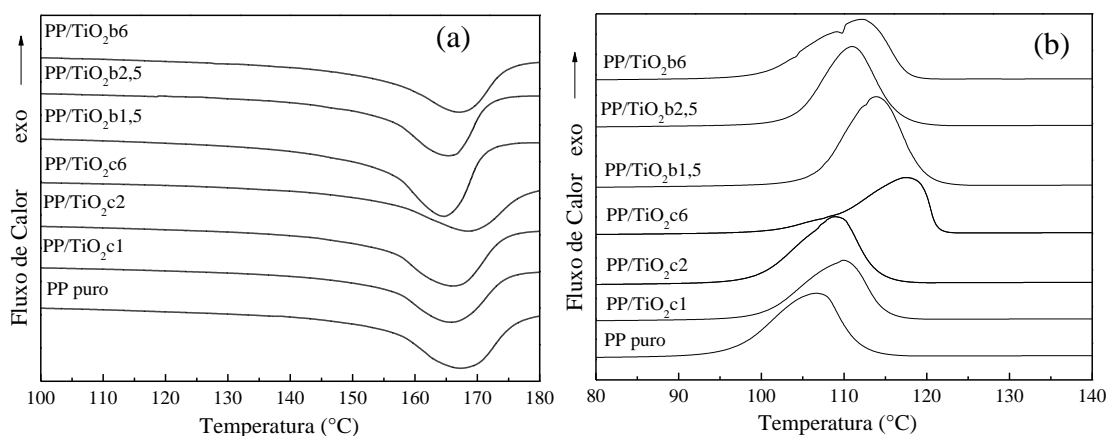 (a)
Fluxo de Calor exo
PP/TiO2b6
PP/TiO2b2,5
PP/TiO2b1,5
PP/TiO2c6
PP/TiO2c2
PP/TiO2c1
PP puro
100 110 120 130 140 150 160 170 180
Temperatura (°C)
(b)
Fluxo de Calor exo
PP/TiO2b6
PP/TiO2b2,5
PP/TiO2b1,5
PP/TiO2c6
PP/TiO2c2
PP/TiO2c1
PP puro
80 90 100 110 120 130 140
Temperatura (°C)